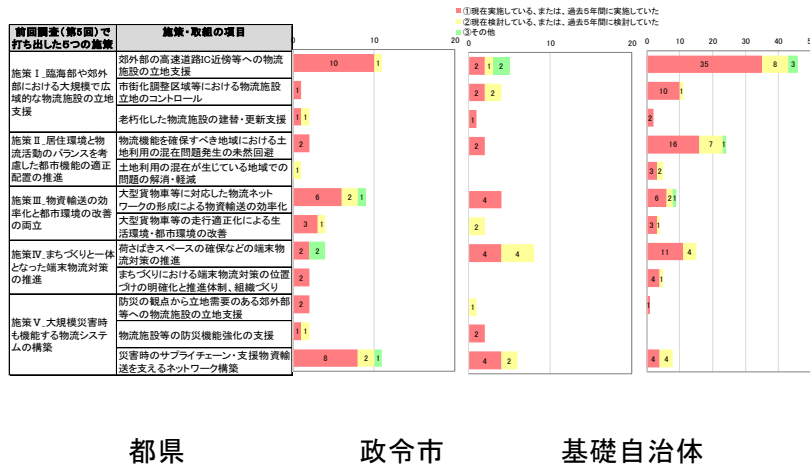 ①現在実施している、または、過去5年間に実施していた
②現在検討している、または、過去5年間に検討していた
③その他
前回調査(第5回)で
打ち出した5つの施策
施策・取組の項目
0 10 20
0 10 20
0 10 20 30 40
施策Ⅰ_臨海部や郊外
部における大規模で広
域的な物流施設の立地
支援
郊外部の高速道路IC近傍等への物流
施設の立地支援
10 1
2 1 2
35 8 3
市街化調整区域等における物流施設
立地のコントロール
1
2 2
10 1
老朽化した物流施設の建替・更新支援
1 1
1
2
施策Ⅱ_居住環境と物
流活動のバランスを考
慮した都市機能の適正
配置の推進
物流機能を確保すべき地域における土
地利用の混在問題発生の未然回避
2
2
16 7 1
土地利用の混在が生じている地域での
問題の解消・軽減
1
3 2
施策Ⅲ_物資輸送の効
率化と都市環境の改善
の両立
大型貨物車等に対応した物流ネット
ワークの形成による物資輸送の効率化
6 2 1
4
6 2 1
大型貨物車等の走行適正化による生
活環境・都市環境の改善
3 1
2
3 1
施策Ⅳ_まちづくりと一体
となった端末物流対策
の推進
荷さばきスペースの確保などの端末物
流対策の推進
2 2
4 4
11 4
まちづくりにおける端末物流対策の位置
づけの明確化と推進体制、組織づくり
2
4 1
施策Ⅴ_大規模災害時
も機能する物流システ
ムの構築
防災の観点から立地需要のある郊外部
等への物流施設の立地支援
2
1
1
物流施設等の防災機能強化の支援
1 1
2
災害時のサプライチェーン・支援物資輸
送を支えるネットワーク構築
8 2 1
4 2
4 4
都県
政令市
基礎自治体